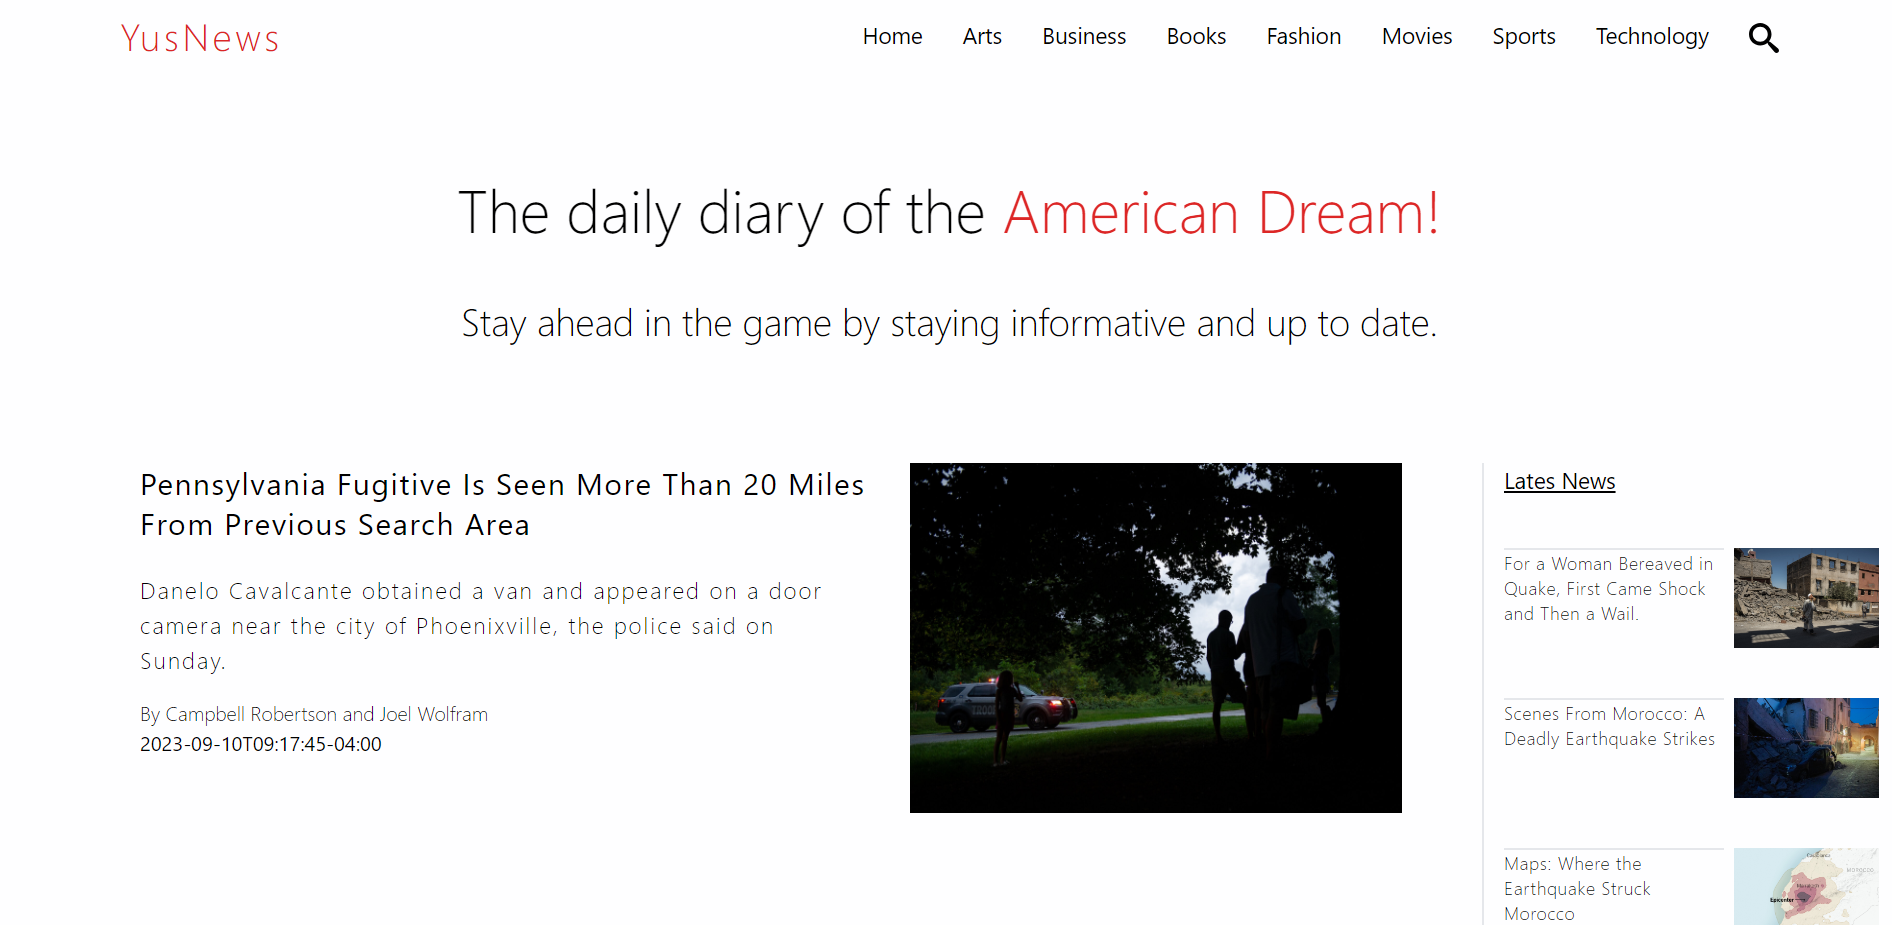 YusNews
Home Arts Business Books Fashion Movies Sports Technology
The daily diary of the American Dream!
Stay ahead in the game by staying informative and up to date.
Pennsylvania Fugitive Is Seen More Than 20 Miles
From Previous Search Area
Danelo Cavalcante obtained a van and appeared on a door
camera near the city of Phoenixville, the police said on
Sunday.
By Campbell Robertson and Joel Wolfram
2023-09-10T09:17:45-04:00
TROOP
Lates News
For a Woman Bereaved in
Quake, First Came Shock
and Then a Wail.
Scenes From Morocco: A
Deadly Earthquake Strikes
Maps: Where the
Earthquake Struck
Morocco
MOROCCO
Epicenter